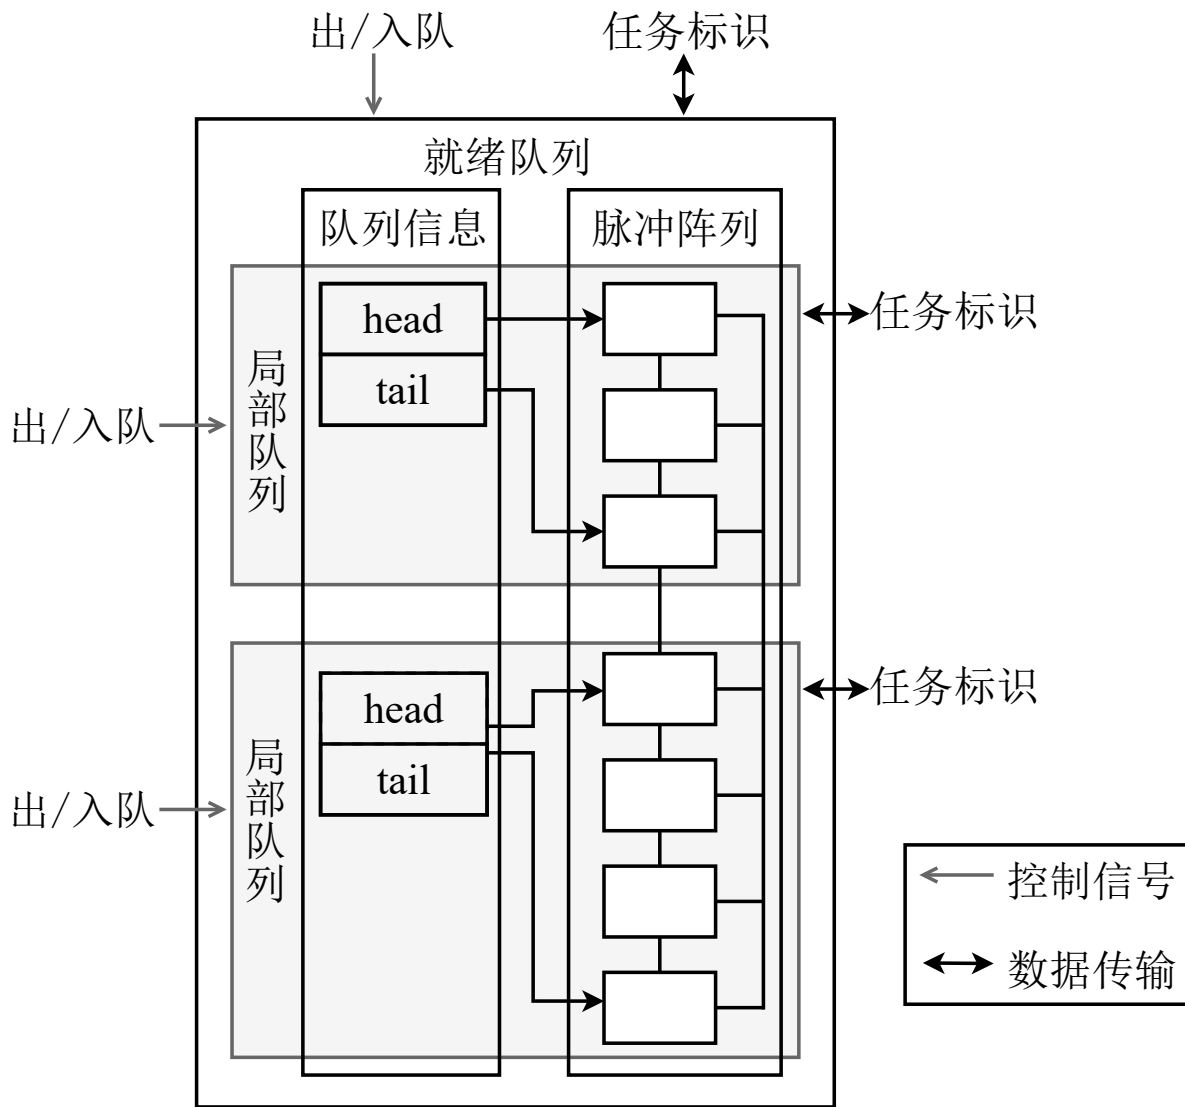 出/入队
任务标识
就绪队列
队列信息
脉冲阵列
head
tail
局部队列
出/入队
任务标识
head
tail
局部队列
出/入队
任务标识
控制信号
数据传输